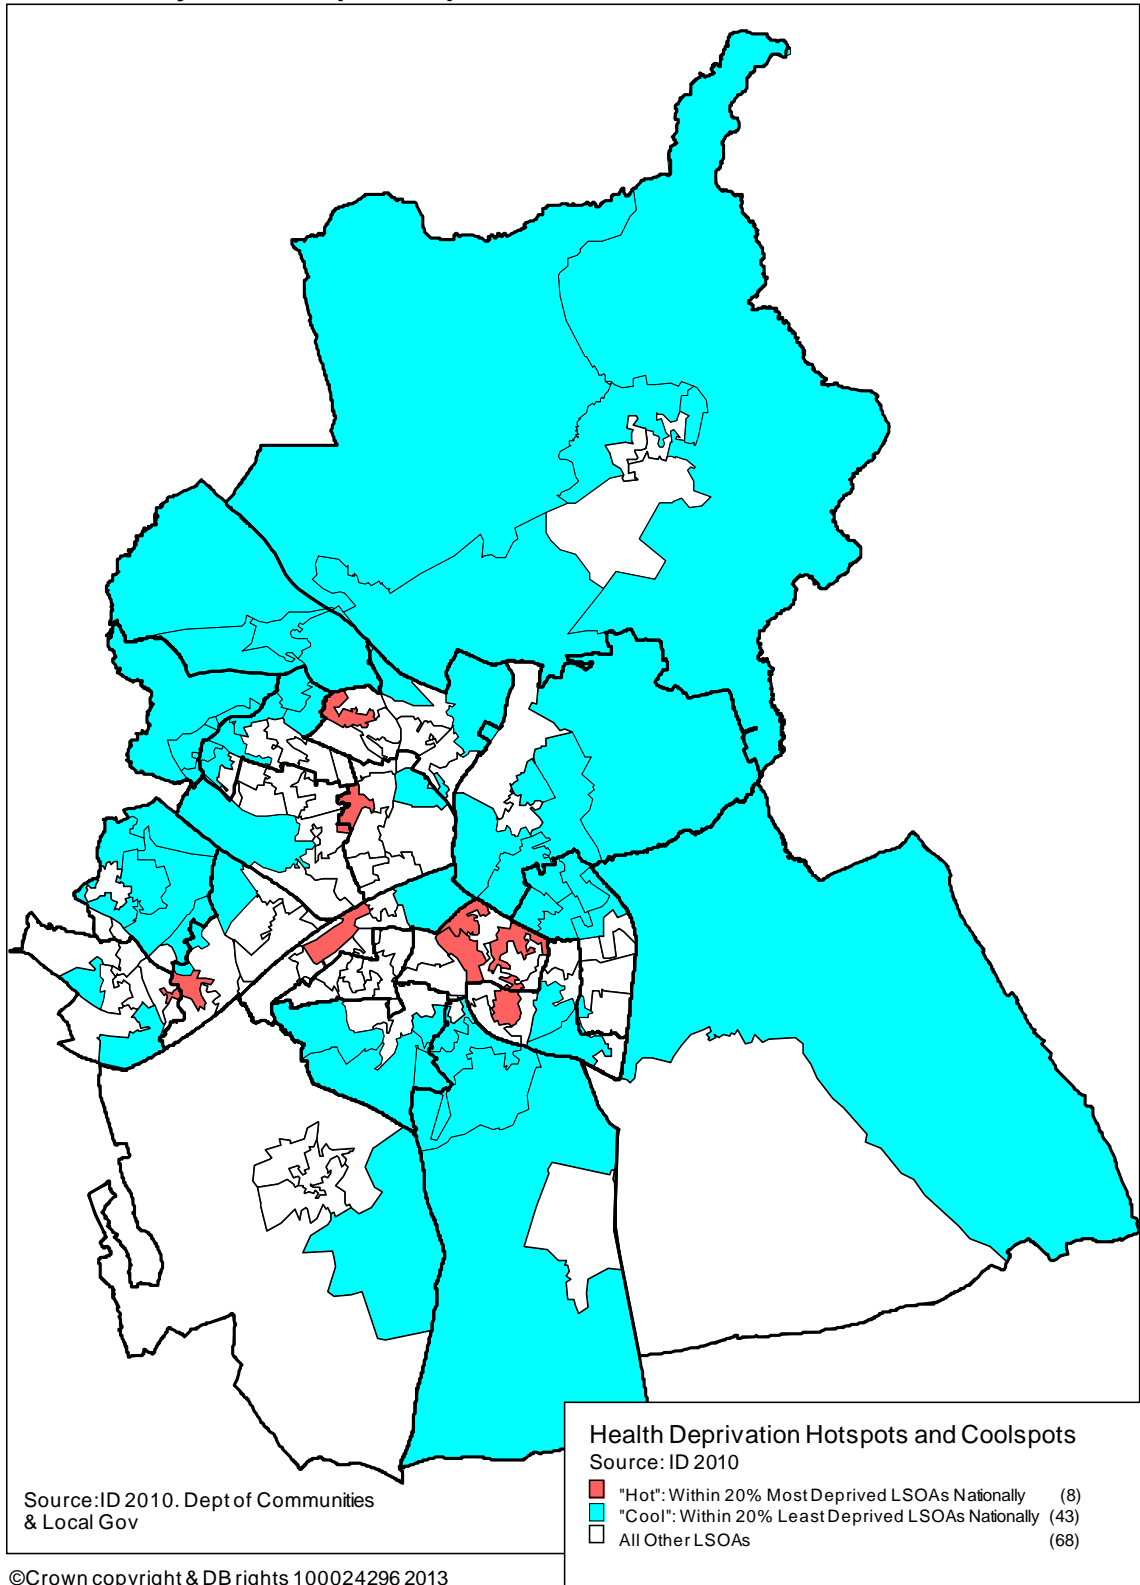 Health Deprivation Hotspots and Coolspots
Source: ID 2010
"Hot": Within 20% Most Deprived LSOAs Nationally (8)
"Cool": Within 20% Least Deprived LSOAs Nationally (43)
All Other LSOAs (68)
Source:ID 2010. Dept of Communities
& Local Gov
©Crown copyright & DB rights 100024296 2013